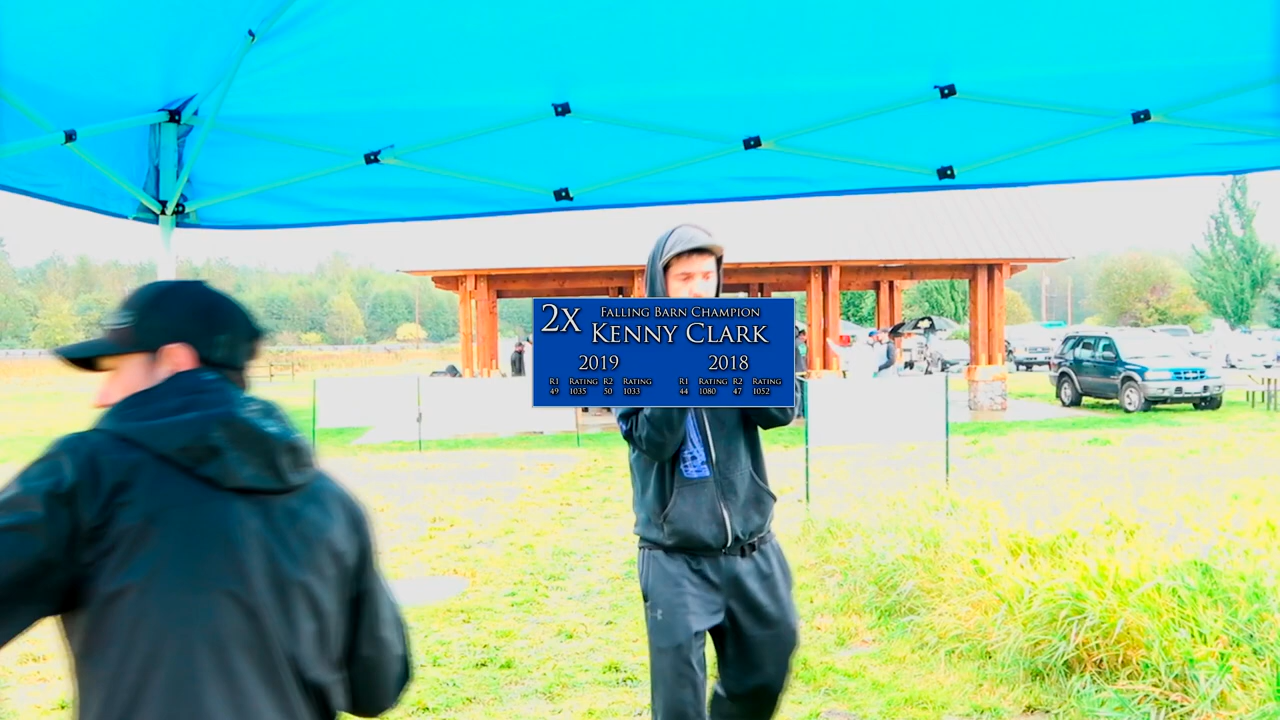 2X Falling Barn Champion
Kenny Clark
2019 2018
R1 Rating R2 Rating R1 Rating R2 Rating
49 1035 50 1033 44 1080 47 1052